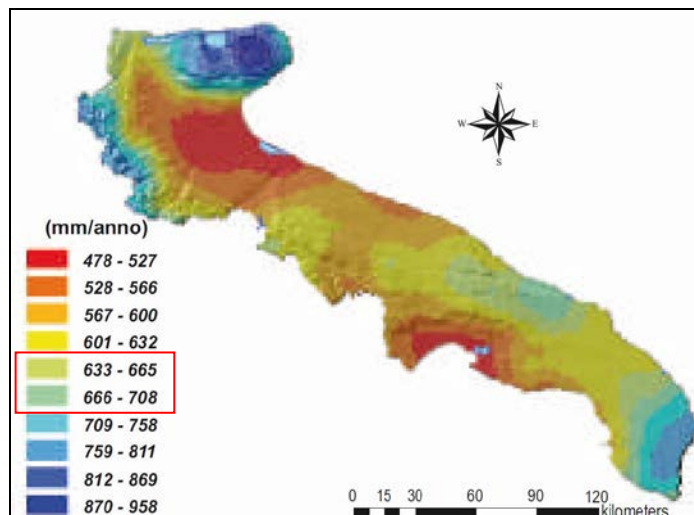 N
W E
S
(mm/anno)
478 - 527
528 - 566
567 - 600
601 - 632
633 - 665
666 - 708
709 - 758
759 - 811
812 - 869
870 - 958
0 15 30 60 90 120
kilometers